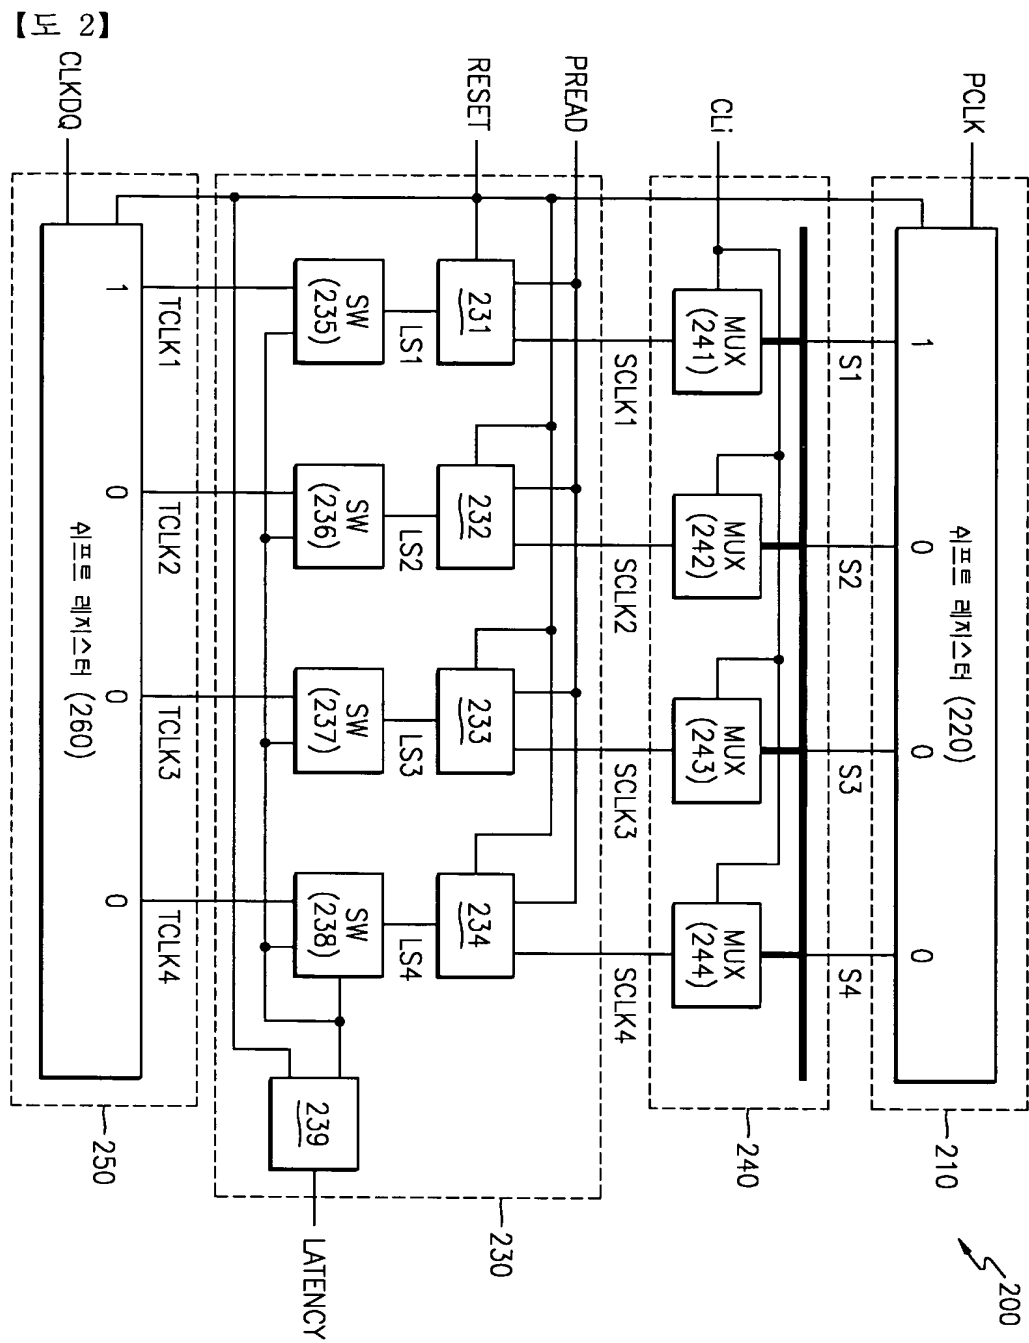 【도 2】
PCLK
CLi
PREAD
RESET
CLKDQ
1
0
0
0
쉬프트 레지스터 (220)
S1
S2
S3
S4
210
MUX
(241)
MUX
(242)
MUX
(243)
MUX
(244)
240
SCLK1
SCLK2
SCLK3
SCLK4
231
232
233
234
LS1
LS2
LS3
LS4
SW
(235)
SW
(236)
SW
(237)
SW
(238)
239
LATENCY
230
TCLK1
TCLK2
TCLK3
TCLK4
1
0
0
0
쉬프트 레지스터 (260)
250
200